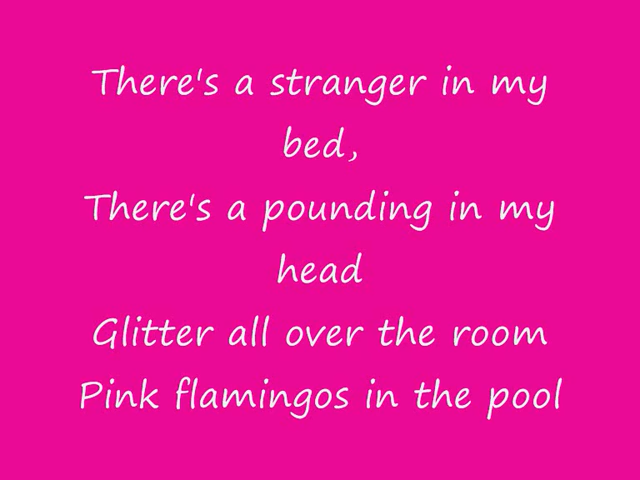 There's a stranger in my
bed,
There's a pounding in my
head
Glitter all over the room
Pink flamingos in the pool